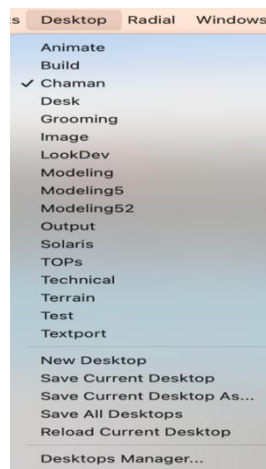 s Desktop Radial Windows
Animate
Build
✓ Chaman
Desk
Grooming
Image
LookDev
Modeling
Modeling5
Modeling52
Output
Solaris
TOPs
Technical
Terrain
Test
Textport
New Desktop
Save Current Desktop
Save Current Desktop As...
Save All Desktops
Reload Current Desktop
Desktops Manager...